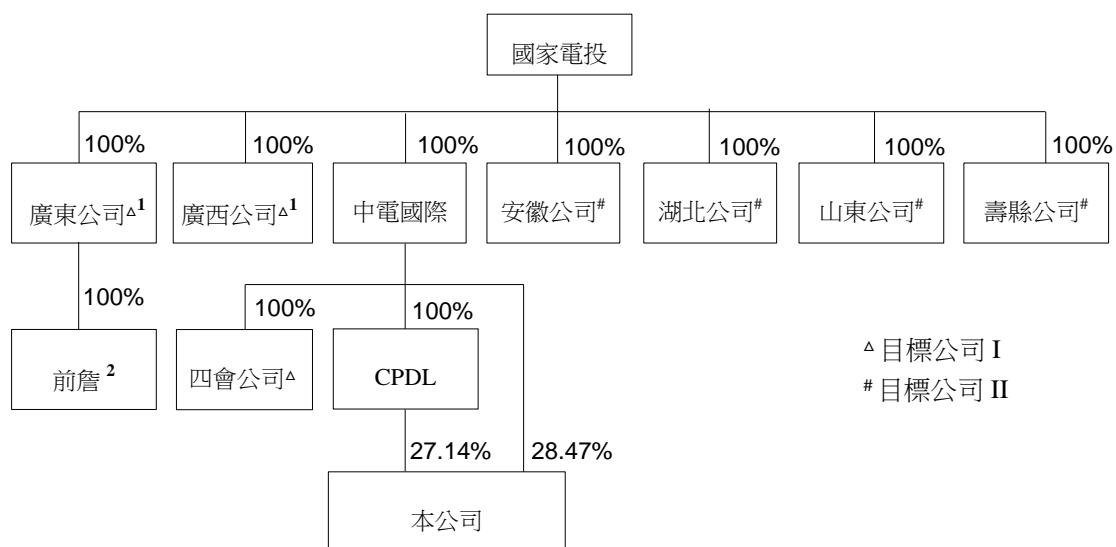 國家電投
100% 100% 100% 100% 100% 100% 100%
廣東公司△1 廣西公司△1 中電國際 安徽公司# 湖北公司# 山東公司# 壽縣公司#
100% 100% 100%
前詹 2 四會公司△ CPDL
△ 目標公司 I
# 目標公司 II
27.14% 28.47%
本公司